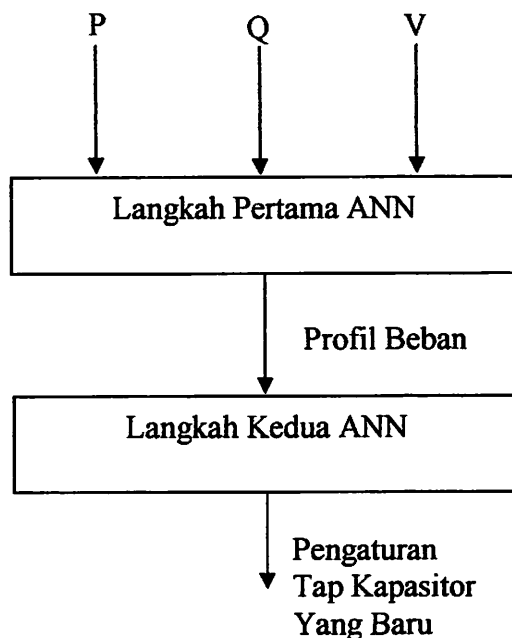 P Q V
Langkah Pertama ANN
Profil Beban
Langkah Kedua ANN
Pengaturan
Tap Kapasitor
Yang Baru